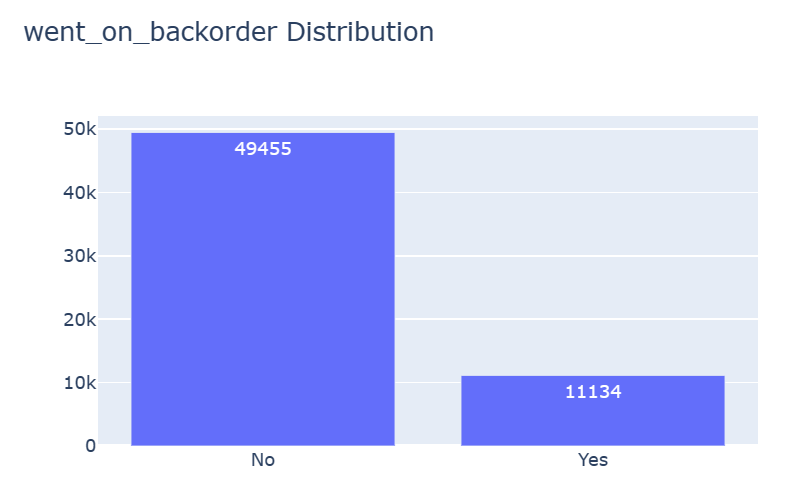 went_on_backorder Distribution
50k
40k
30k
20k
10k
0
49455
11134
No
Yes